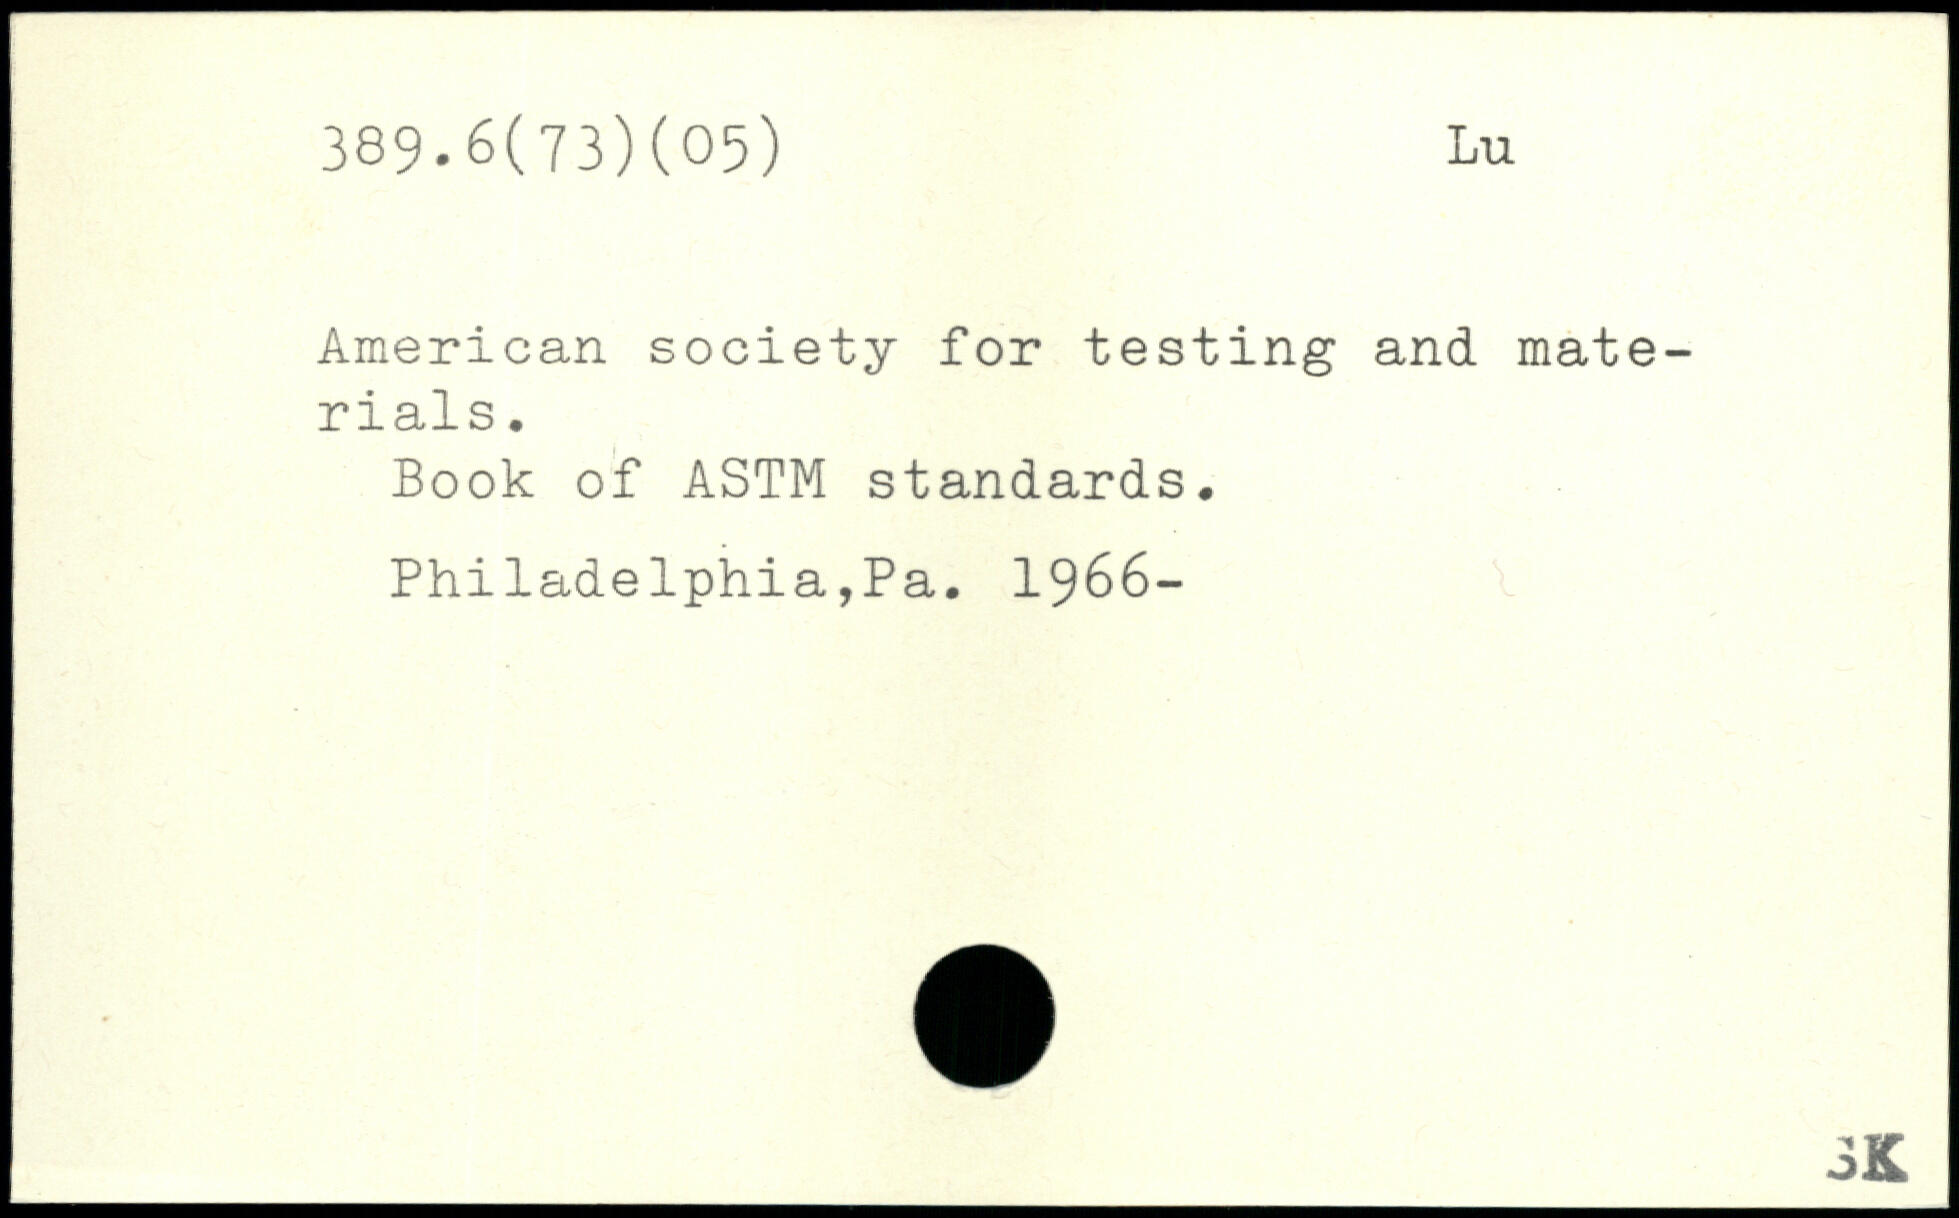 389.6(73)(05) Lu
American society for testing and mate-
rials.
Book of ASTM standards.
Philadelphia,Pa. 1966-
SK